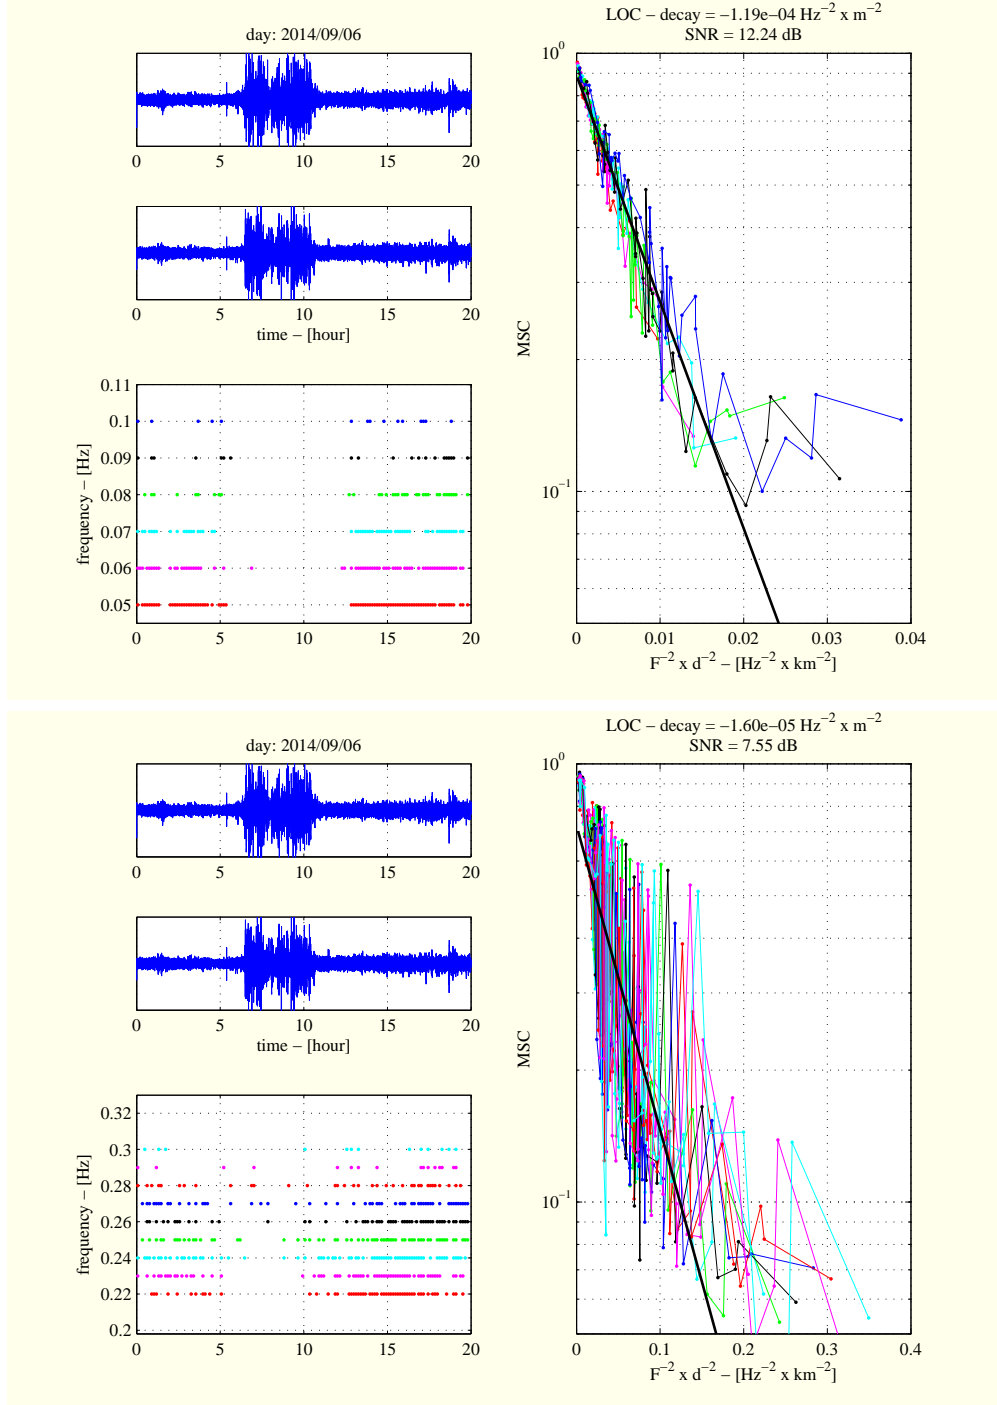 day: 2014/09/06
0 5 10 15 20
0 5 10 15 20
time − [hour]
frequency − [Hz]
0.11
0.1
0.09
0.08
0.07
0.06
0.05
0 5 10 15 20
LOC − decay = −1.19e−04 Hz⁻² x m⁻²
SNR = 12.24 dB
MSC
10⁰
10⁻¹
0 0.01 0.02 0.03 0.04
F⁻² x d⁻² − [Hz⁻² x km⁻²]
day: 2014/09/06
0 5 10 15 20
0 5 10 15 20
time − [hour]
frequency − [Hz]
0.32
0.3
0.28
0.26
0.24
0.22
0.2
0 5 10 15 20
LOC − decay = −1.60e−05 Hz⁻² x m⁻²
SNR = 7.55 dB
MSC
10⁰
10⁻¹
0 0.1 0.2 0.3 0.4
F⁻² x d⁻² − [Hz⁻² x km⁻²]